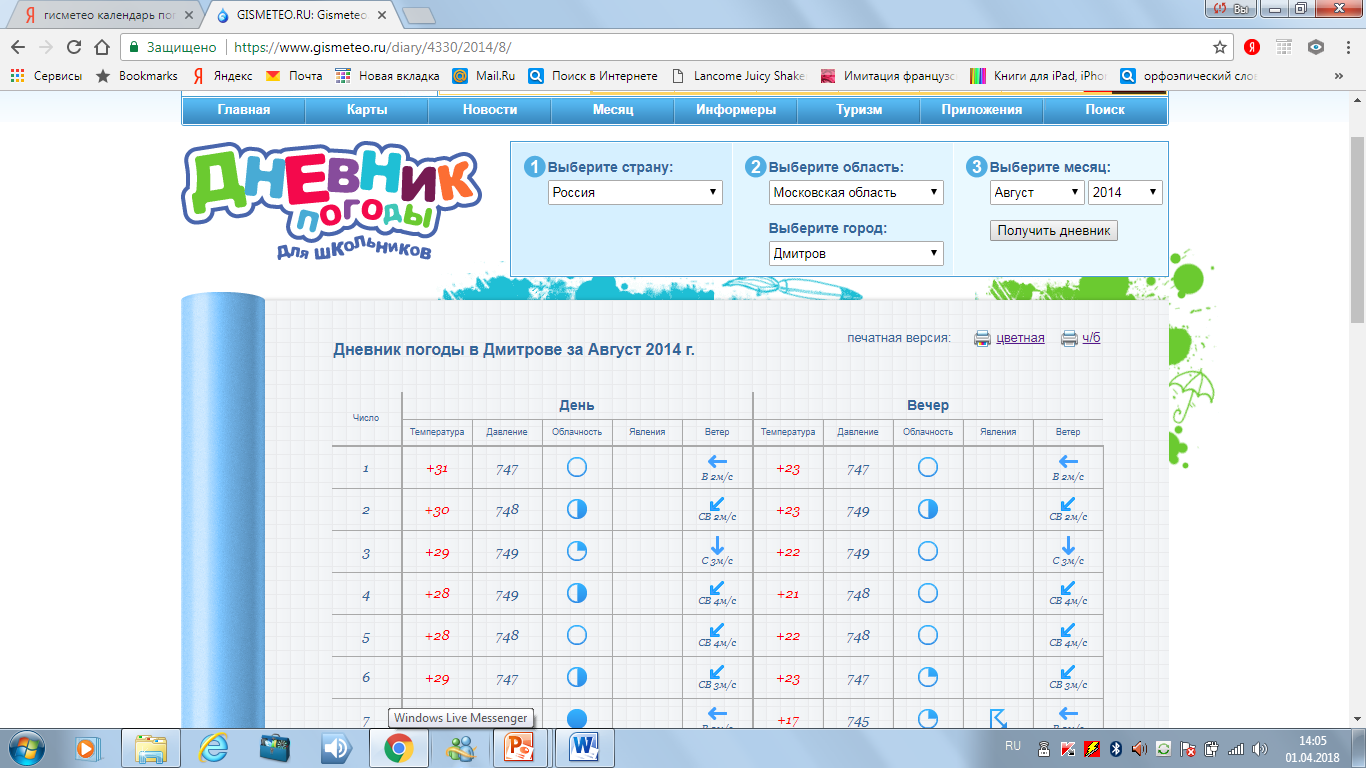 гисметео календарь пог
GISMETEO.RU: Gismeteo.
Вы
Защищено
https://www.gismeteo.ru/diary/4330/2014/8/
Сервисы Bookmarks Яндекс Почта Новая вкладка Mail.Ru Поиск в Интернете Lancome Juicy Shake Имитация французс Книги для iPad, iPho орфоэпический слов »
Главная Карты Новости Месяц Информеры Туризм Приложения Поиск
ДНЕВНИК
ПОГОДЫ
ДЛЯ ШКОЛЬНИКОВ
1 Выберите страну: 2 Выберите область: 3 Выберите месяц:
Россия Московская область Август 2014
Выберите город: Получить дневник
Дмитров
печатная версия: цветная ч/б
Дневник погоды в Дмитрове за Август 2014 г.
Число День Вечер
Температура Давление Облачность Явления Ветер Температура Давление Облачность Явления Ветер
1 +31 747 В 2м/с +23 747 В 2м/с
2 +30 748 СВ 2м/с +23 749 СВ 2м/с
3 +29 749 С 3м/с +22 749 С 3м/с
4 +28 749 СВ 4м/с +21 748 СВ 4м/с
5 +28 748 СВ 4м/с +22 748 СВ 4м/с
6 +29 747 СВ 3м/с +23 747 СВ 3м/с
7 +17 745
Windows Live Messenger
RU
14:05
01.04.2018